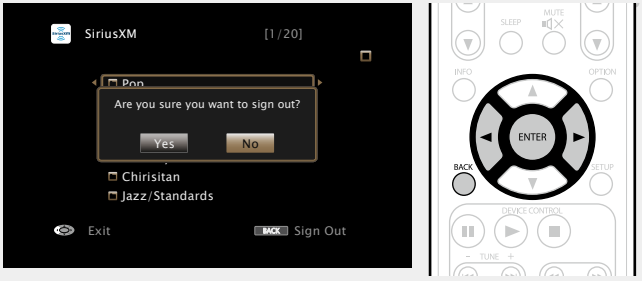 SiriusXM [1/20]
Pop
Are you sure you want to sign out?
Yes No
Chirisitan
Jazz/Standards
Exit BACK Sign Out
MUTE
SLEEP
INFO OPTION
ENTER
BACK SETUP
DEVICE CONTROL
- TUNE +